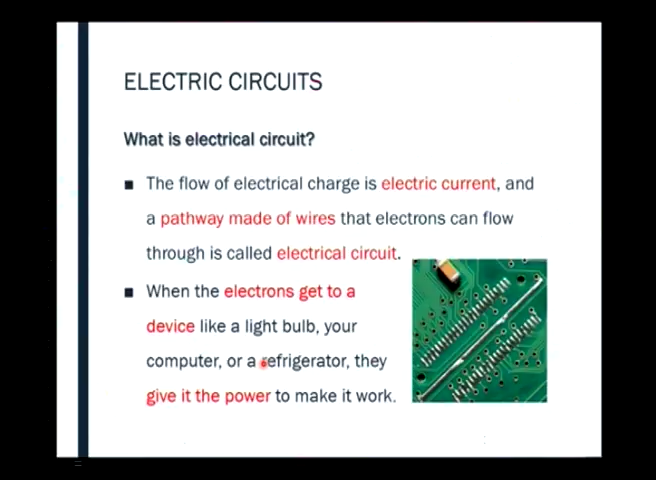 ELECTRIC CIRCUITS
What is electrical circuit?
■ The flow of electrical charge is electric current, and
a pathway made of wires that electrons can flow
through is called electrical circuit.
■ When the electrons get to a
device like a light bulb, your
computer, or a refrigerator, they
give it the power to make it work.